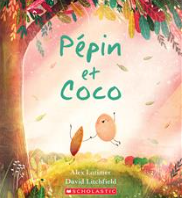 Pépin
et
Coco
Alex Latimer
David Litchfield
SCHOLASTIC